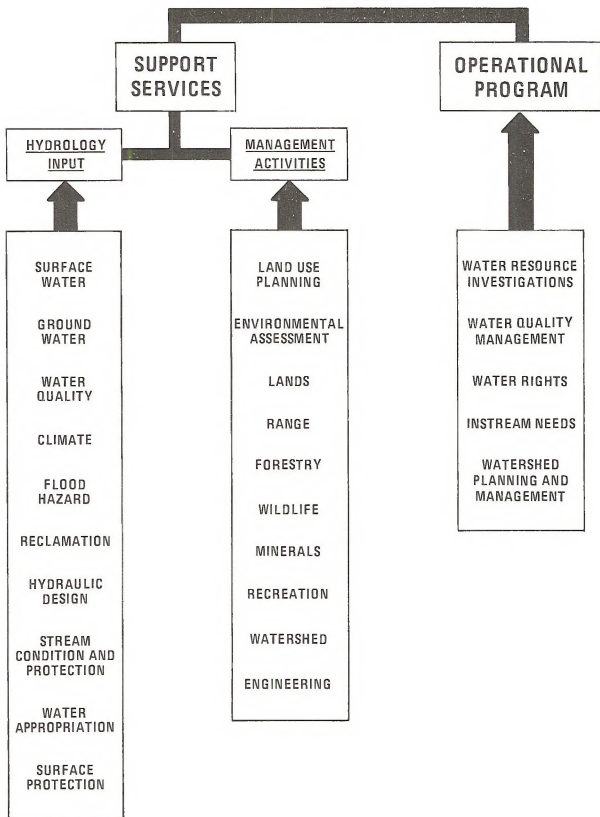 SUPPORT
SERVICES
OPERATIONAL
PROGRAM
HYDROLOGY
INPUT
MANAGEMENT
ACTIVITIES
SURFACE
WATER
GROUND
WATER
WATER
QUALITY
CLIMATE
FLOOD
HAZARD
RECLAMATION
HYDRAULIC
DESIGN
STREAM
CONDITION AND
PROTECTION
WATER
APPROPRIATION
SURFACE
PROTECTION
LAND USE
PLANNING
ENVIRONMENTAL
ASSESSMENT
LANDS
RANGE
FORESTRY
WILDLIFE
MINERALS
RECREATION
WATERSHED
ENGINEERING
WATER RESOURCE
INVESTIGATIONS
WATER QUALITY
MANAGEMENT
WATER RIGHTS
INSTREAM NEEDS
WATERSHED
PLANNING AND
MANAGEMENT